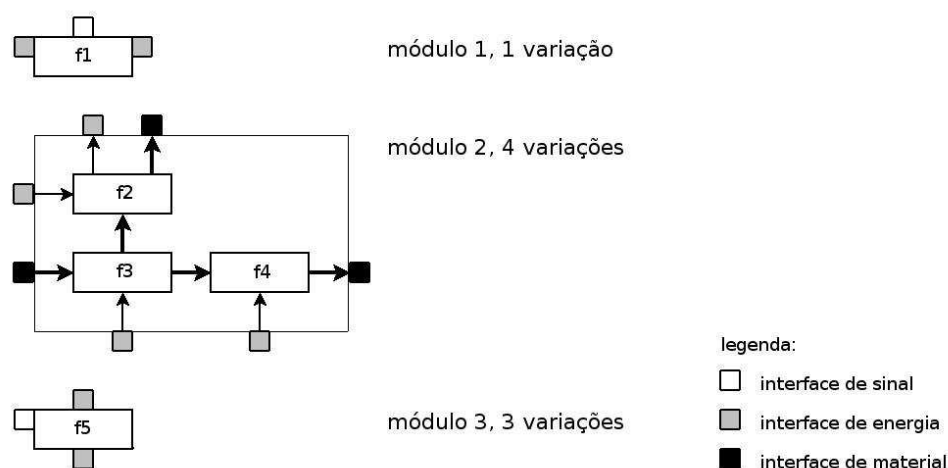 f1
módulo 1, 1 variação
módulo 2, 4 variações
f2
f3
f4
legenda:
interface de sinal
f5
módulo 3, 3 variações
interface de energia
interface de material